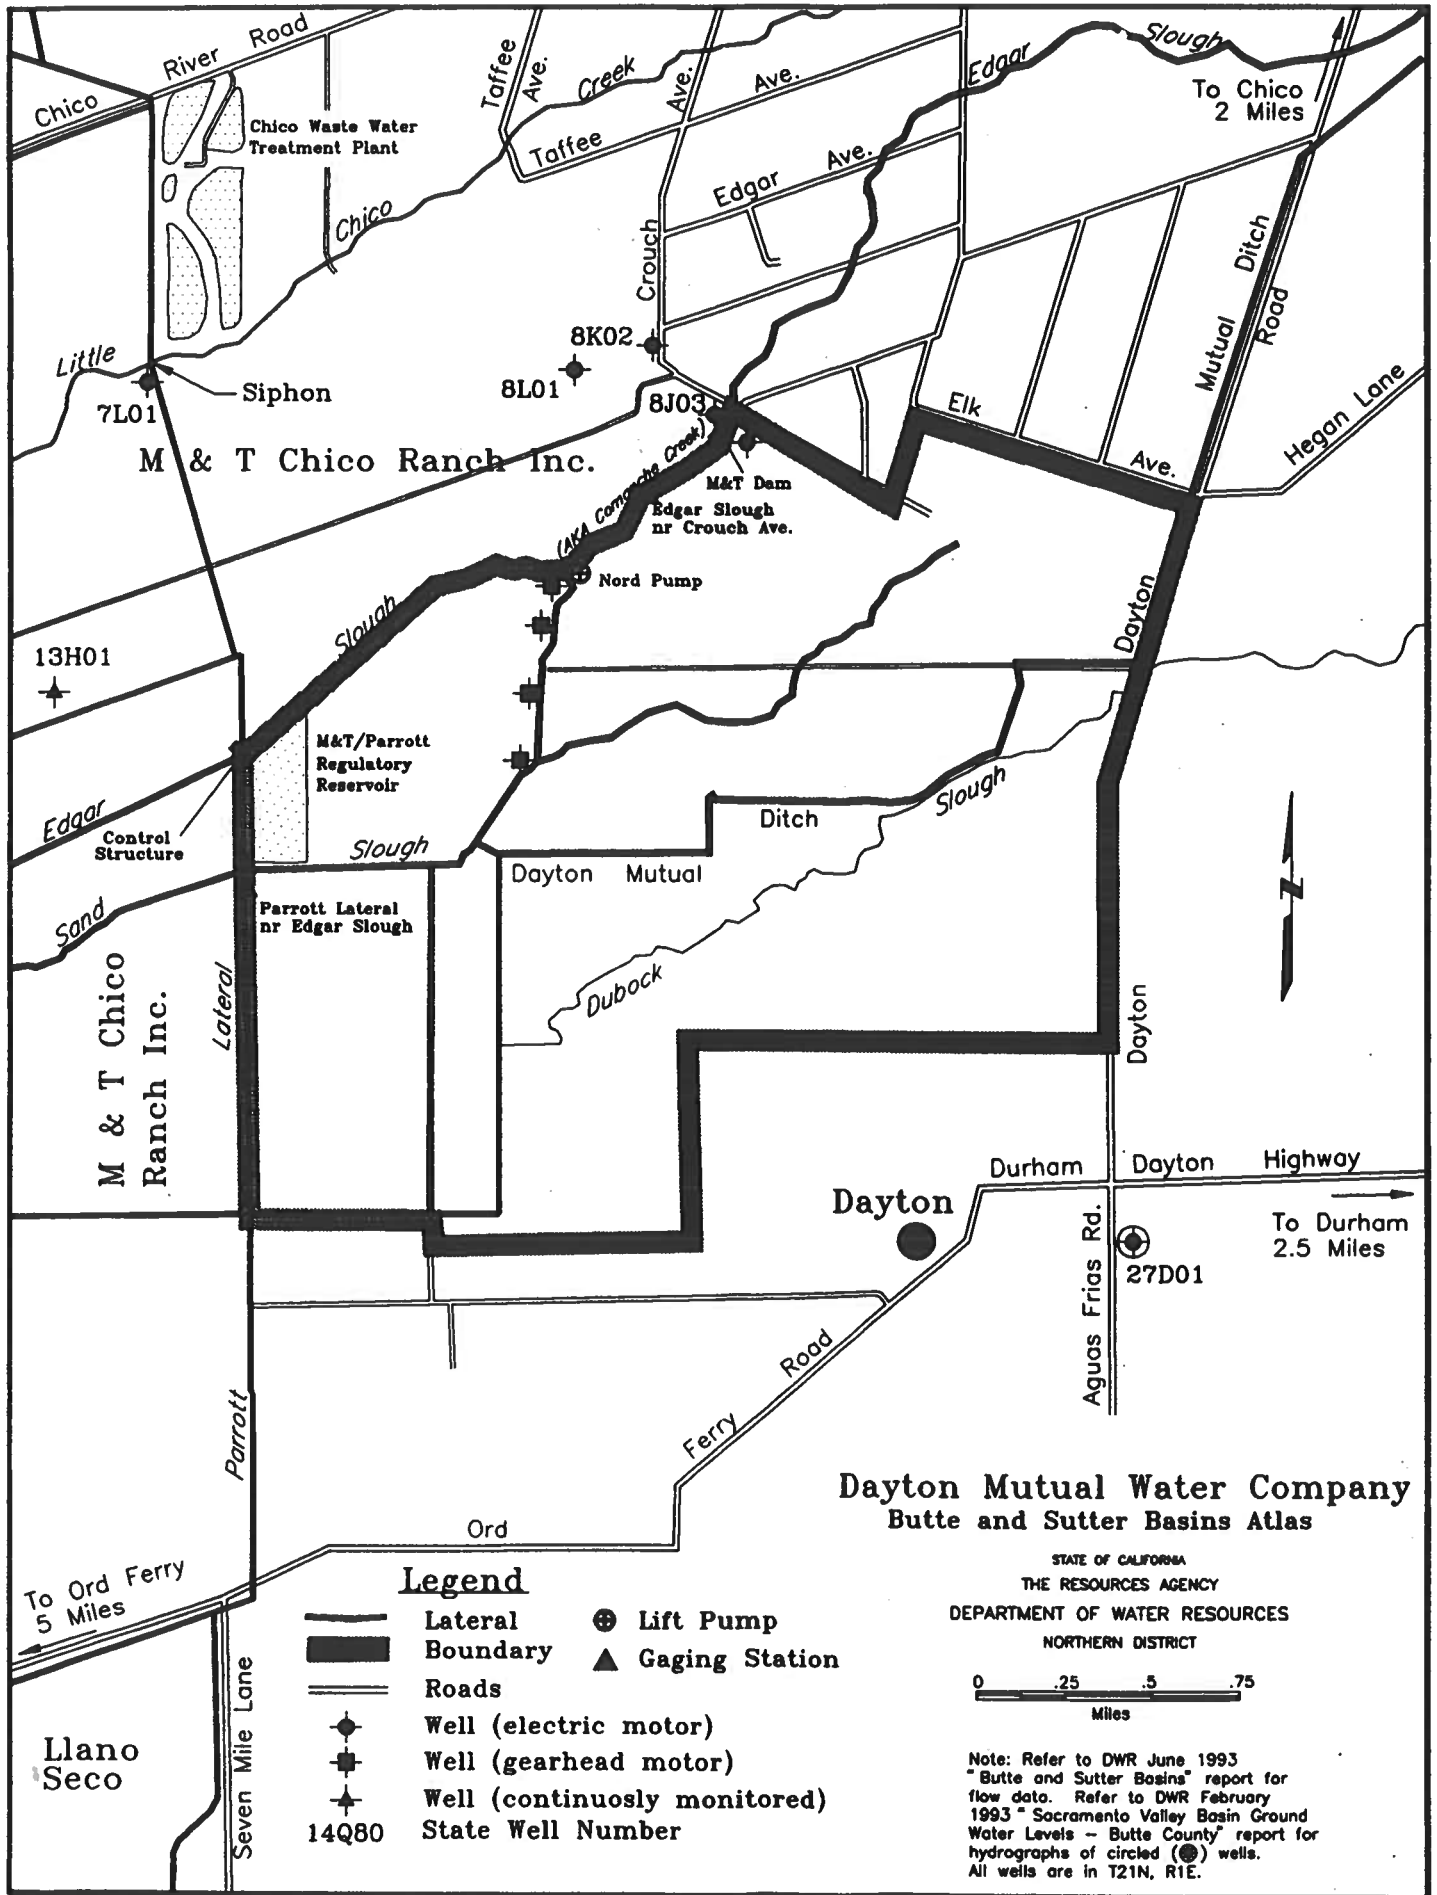 River Road
Chico
Chico Waste Water
Treatment Plant
Taffee
Ave.
Creek
Chico
Little
Ave.
Ave.
Taffee
Edgar Ave.
Crouch
Edgar
Slough
To Chico
2 Miles
Mutual Ditch
Road
Hegan Lane
Elk
Ave.
8K02
8L01
8J03
7L01
Siphon
M & T Chico Ranch Inc.
(AKA Comanche Creek)
M&T Dam
Edgar Slough
nr Crouch Ave.
Nord Pump
Slough
Dayton
13H01
M&T/Parrott
Regulatory
Reservoir
Edgar
Control
Structure
Slough
Sand
Ditch
Slough
Dayton Mutual
Parrott Lateral
nr Edgar Slough
Dubock
M & T Chico
Ranch Inc.
Lateral
N
Dayton
Durham Dayton Highway
Dayton
To Durham
2.5 Miles
Aguas Frias Rd.
27D01
Parrott
Road
Ferry
Ord
To Ord Ferry
5 Miles
Seven Mile Lane
Llano
Seco
Legend
Lateral
Boundary
Roads
Well (electric motor)
Well (gearhead motor)
Well (continuosly monitored)
14Q80 State Well Number
Lift Pump
Gaging Station
Dayton Mutual Water Company
Butte and Sutter Basins Atlas
STATE OF CALIFORNIA
THE RESOURCES AGENCY
DEPARTMENT OF WATER RESOURCES
NORTHERN DISTRICT
0 .25 .5 .75
Miles
Note: Refer to DWR June 1993
"Butte and Sutter Basins" report for
flow data. Refer to DWR February
1993 "Sacramento Valley Basin Ground
Water Levels – Butte County" report for
hydrographs of circled ( ) wells.
All wells are in T21N, R1E.